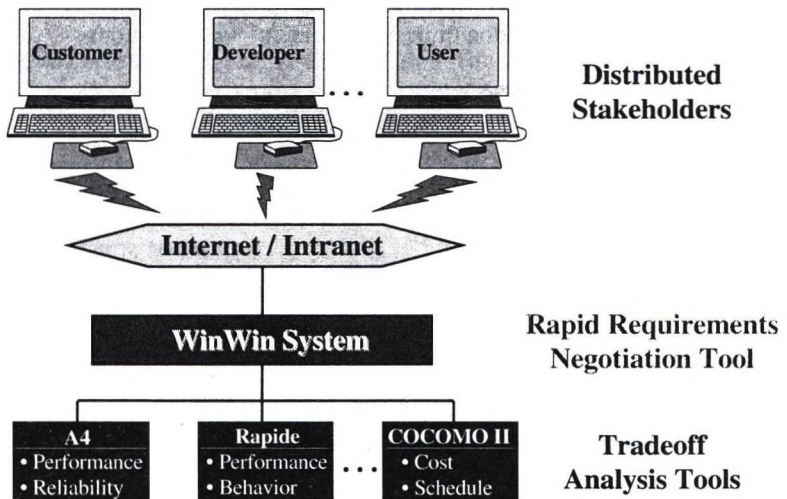 Customer
Developer
User
...
Distributed
Stakeholders
Internet / Intranet
WinWin System
Rapid Requirements
Negotiation Tool
A4
• Performance
• Reliability
Rapide
• Performance
• Behavior
...
COCOMO II
• Cost
• Schedule
Tradeoff
Analysis Tools